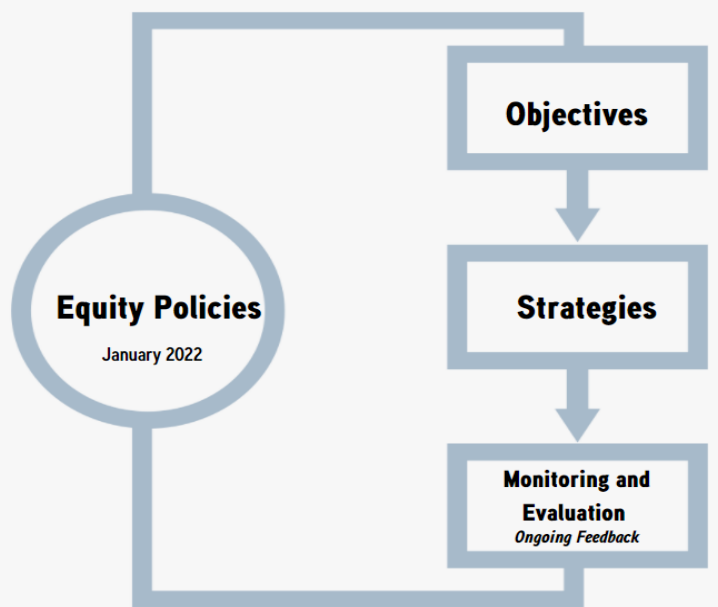 Objectives
Equity Policies
January 2022
Strategies
Monitoring and
Evaluation
Ongoing Feedback